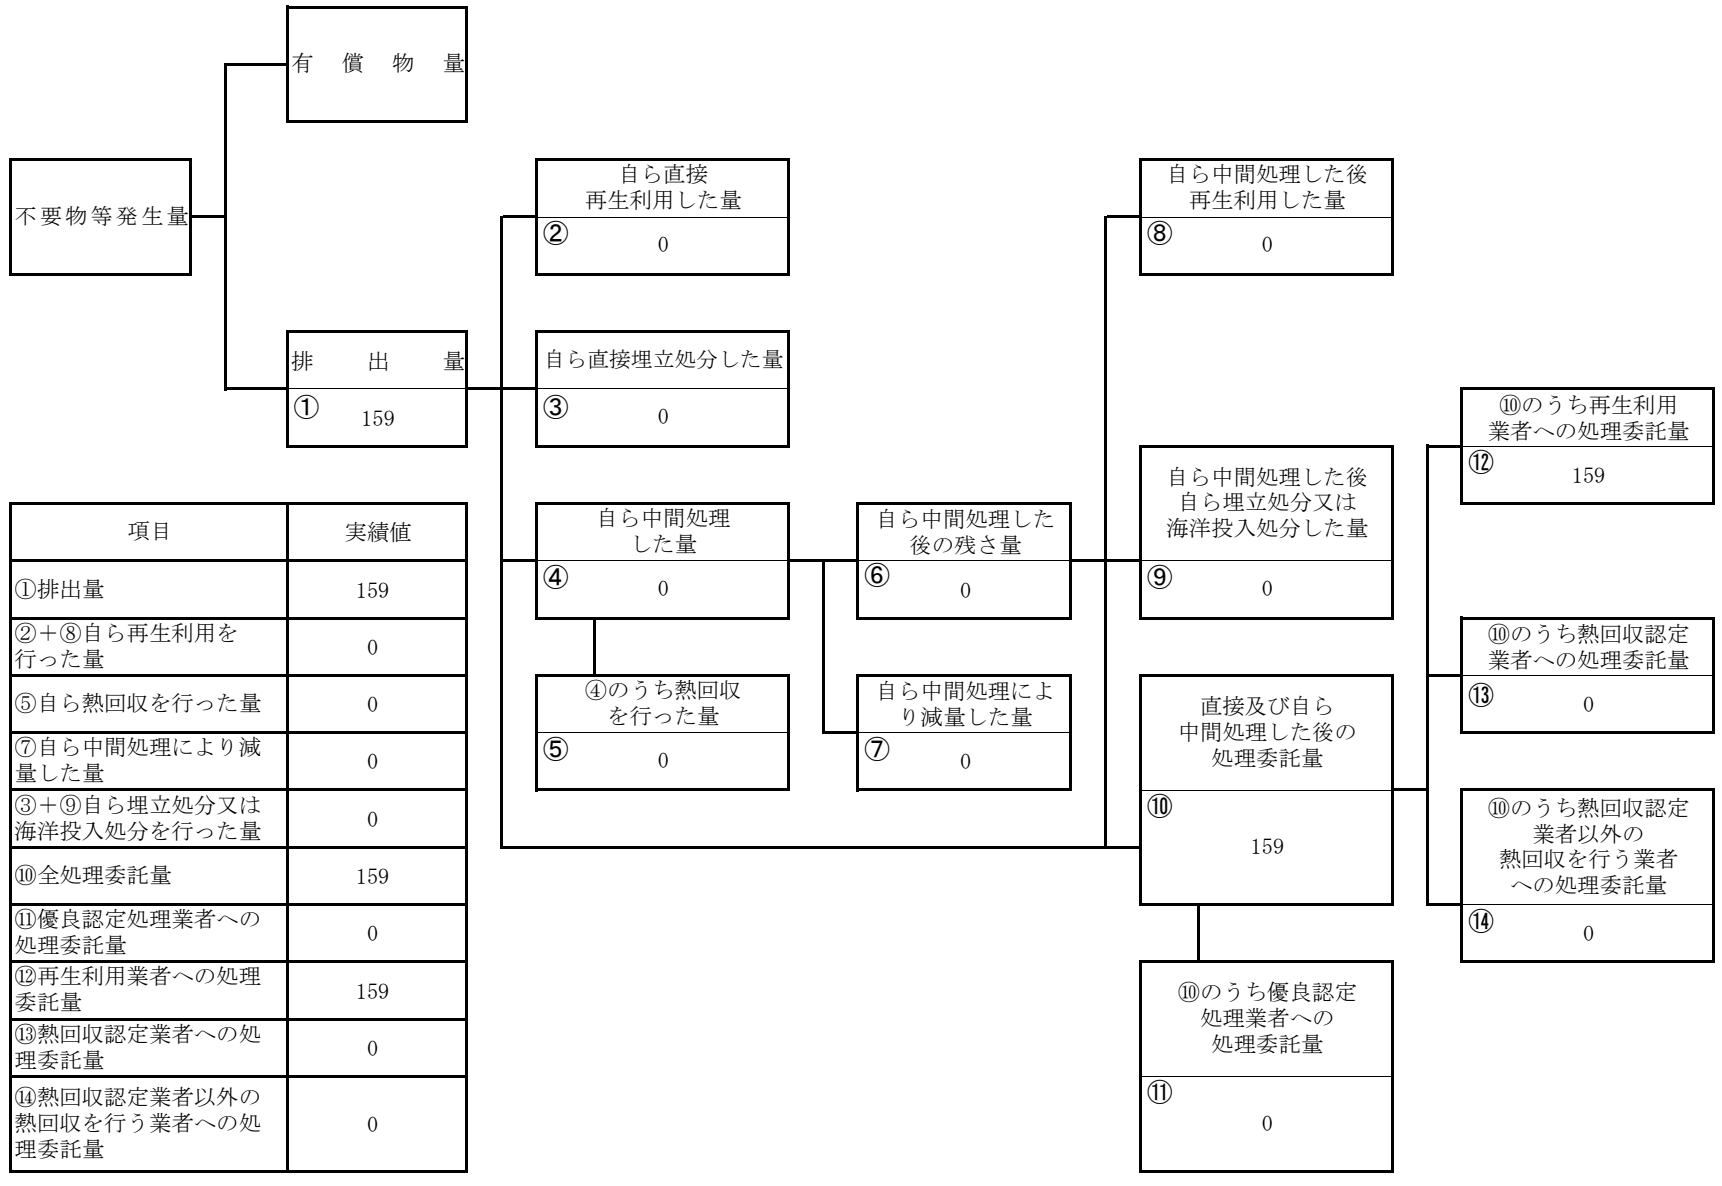 有償物量
不要物等発生量
排出量
① 159
自ら直接
再生利用した量
② 0
自ら直接埋立処分した量
③ 0
自ら中間処理
した量
④ 0
④のうち熱回収
を行った量
⑤ 0
自ら中間処理した
後の残さ量
⑥ 0
自ら中間処理によ
り減量した量
⑦ 0
自ら中間処理した後
再生利用した量
⑧ 0
自ら中間処理した後
自ら埋立処分又は
海洋投入処分した量
⑨ 0
直接及び自ら
中間処理した後の
処理委託量
⑩
159
⑩のうち優良認定
処理業者への
処理委託量
⑪
0
⑩のうち再生利用
業者への処理委託量
⑫ 159
⑩のうち熱回収認定
業者への処理委託量
⑬ 0
⑩のうち熱回収認定
業者以外の
熱回収を行う業者
への処理委託量
⑭ 0
項目 実績値
①排出量 159
②＋⑧自ら再生利用を
行った量 0
⑤自ら熱回収を行った量 0
⑦自ら中間処理により減
量した量 0
③＋⑨自ら埋立処分又は
海洋投入処分を行った量 0
⑩全処理委託量 159
⑪優良認定処理業者への
処理委託量 0
⑫再生利用業者への処理
委託量 159
⑬熱回収認定業者への処
理委託量 0
⑭熱回収認定業者以外の
熱回収を行う業者への処 0
理委託量